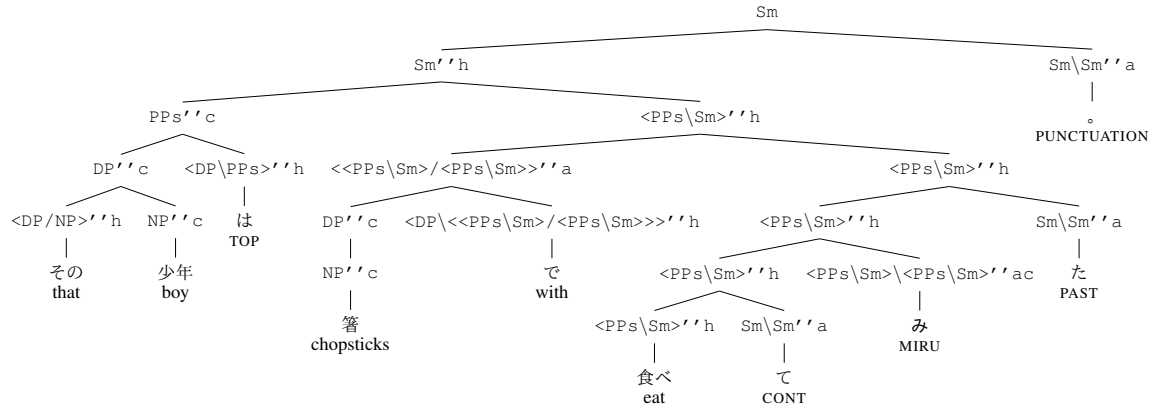 Sm
Sm''h Sm\Sm''a
PPs''c <PPs\Sm>''h 。
PUNCTUATION
DP''c <DP\PPs>''h <<PPs\Sm>/<PPs\Sm>>''a <PPs\Sm>''h
<DP/NP>''h NP''c は DP''c <DP\<<PPs\Sm>/<PPs\Sm>>>''h <PPs\Sm>''h Sm\Sm''a
TOP
その 少年 NP''c で <PPs\Sm>''h <PPs\Sm>\<PPs\Sm>''ac た
that boy with PAST
箸 <PPs\Sm>''h Sm\Sm''a み
chopsticks MIRU
食べ て
eat CONT